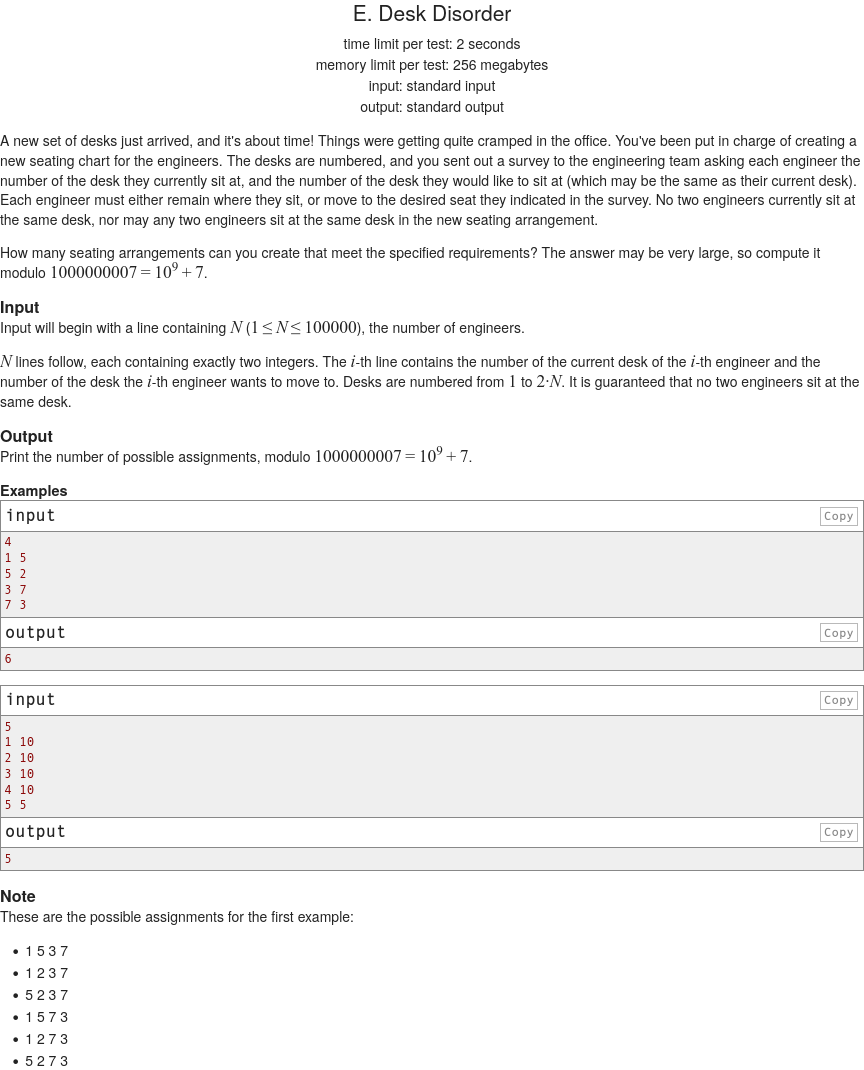 E. Desk Disorder
time limit per test: 2 seconds
memory limit per test: 256 megabytes
input: standard input
output: standard output
A new set of desks just arrived, and it's about time! Things were getting quite cramped in the office. You've been put in charge of creating a
new seating chart for the engineers. The desks are numbered, and you sent out a survey to the engineering team asking each engineer the
number of the desk they currently sit at, and the number of the desk they would like to sit at (which may be the same as their current desk).
Each engineer must either remain where they sit, or move to the desired seat they indicated in the survey. No two engineers currently sit at
the same desk, nor may any two engineers sit at the same desk in the new seating arrangement.
How many seating arrangements can you create that meet the specified requirements? The answer may be very large, so compute it
modulo 1000000007 = 10^9 + 7.
Input
Input will begin with a line containing N (1 ≤ N ≤ 100000), the number of engineers.
N lines follow, each containing exactly two integers. The i-th line contains the number of the current desk of the i-th engineer and the
number of the desk the i-th engineer wants to move to. Desks are numbered from 1 to 2·N. It is guaranteed that no two engineers sit at the
same desk.
Output
Print the number of possible assignments, modulo 1000000007 = 10^9 + 7.
Examples
input Copy
4
1 5
5 2
3 7
7 3
output Copy
6
input Copy
5
1 10
2 10
3 10
4 10
5 5
output Copy
5
Note
These are the possible assignments for the first example:
• 1 5 3 7
• 1 2 3 7
• 5 2 3 7
• 1 5 7 3
• 1 2 7 3
• 5 2 7 3